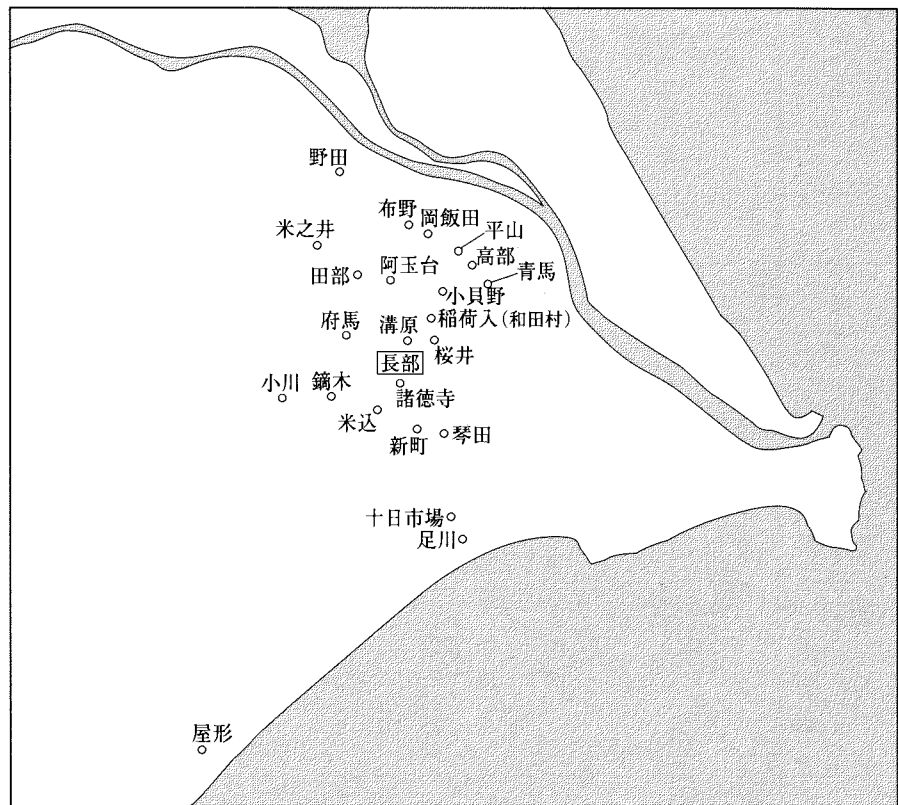 野田
布野
岡飯田
米之井
平山
高部
田部
阿玉台
青馬
小貝野
府馬
溝原
稲荷入(和田村)
長部
桜井
小川
鏑木
諸徳寺
米込
新町
琴田
十日市場
足川
屋形